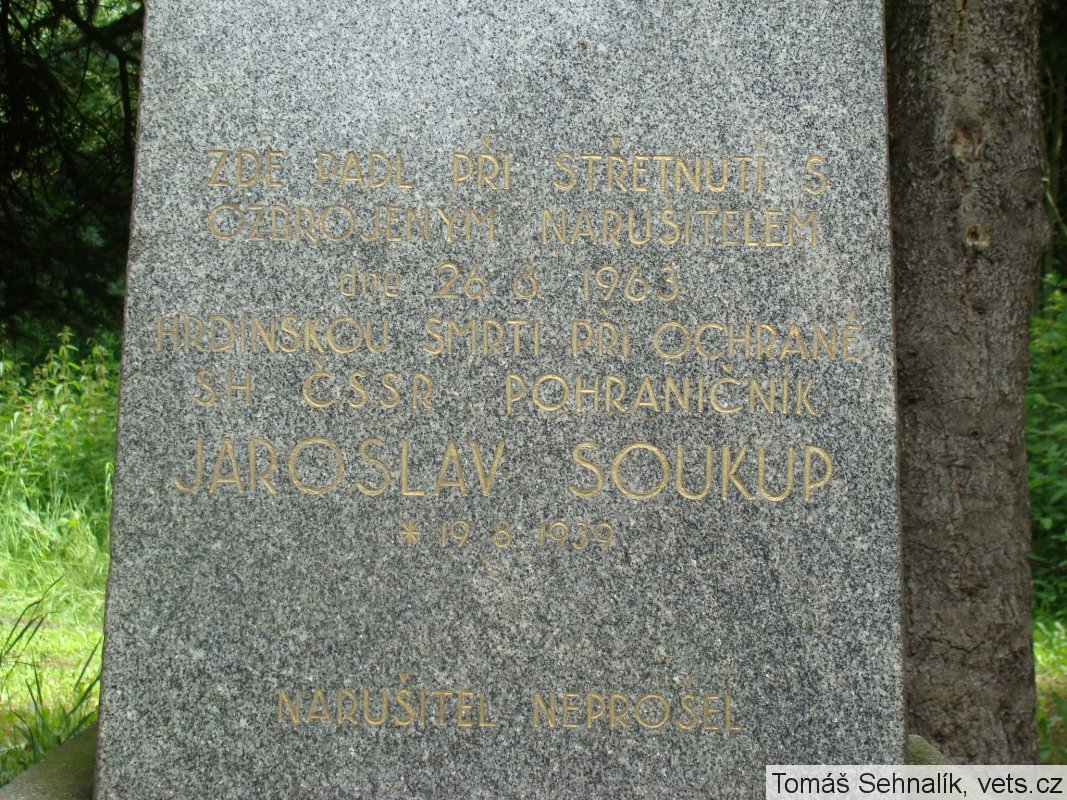 ZDE PADL PŘI STŘETNUTÍ S
OZBROJENÝM NARUŠITELEM
dne 26. 8. 1963
HRDINSKOU SMRTÍ PŘI OCHRANĚ
SH ČSSR POHRANIČNÍK
JAROSLAV SOUKUP
* 19. 8. 1939
NARUŠITEL NEPROŠEL
Tomáš Sehnalík, vets.cz